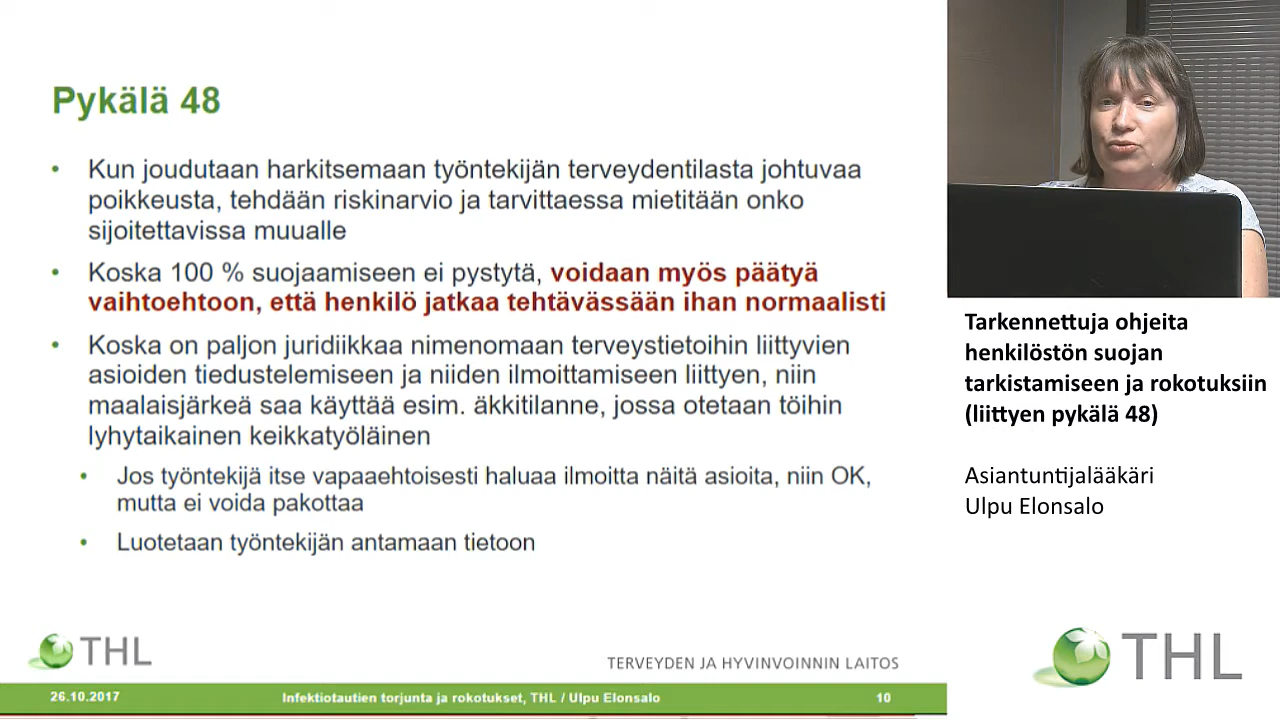 Pykälä 48
• Kun joudutaan harkitsemaan työntekijän terveydentilasta johtuvaa
poikkeusta, tehdään riskinarvio ja tarvittaessa mietitään onko
sijoitettavissa muualle
• Koska 100 % suojaamiseen ei pystytä, voidaan myös päätyä
vaihtoehtoon, että henkilö jatkaa tehtävässään ihan normaalisti
• Koska on paljon juridiikkaa nimenomaan terveystietoihin liittyvien
asioiden tiedustelemiseen ja niiden ilmoittamiseen liittyen, niin
maalaisjärkeä saa käyttää esim. äkkitilanne, jossa otetaan töihin
lyhytaikainen keikkatyöläinen
• Jos työntekijä itse vapaaehtoisesti haluaa ilmoitta näitä asioita, niin OK,
mutta ei voida pakottaa
• Luotetaan työntekijän antamaan tietoon
THL
TERVEYDEN JA HYVINVOINNIN LAITOS
26.10.2017
Infektiotautien torjunta ja rokotukset, THL / Ulpu Elonsalo
10
Tarkennettuja ohjeita
henkilöstön suojan
tarkistamiseen ja rokotuksiin
(liittyen pykälä 48)
Asiantuntijalääkäri
Ulpu Elonsalo
THL